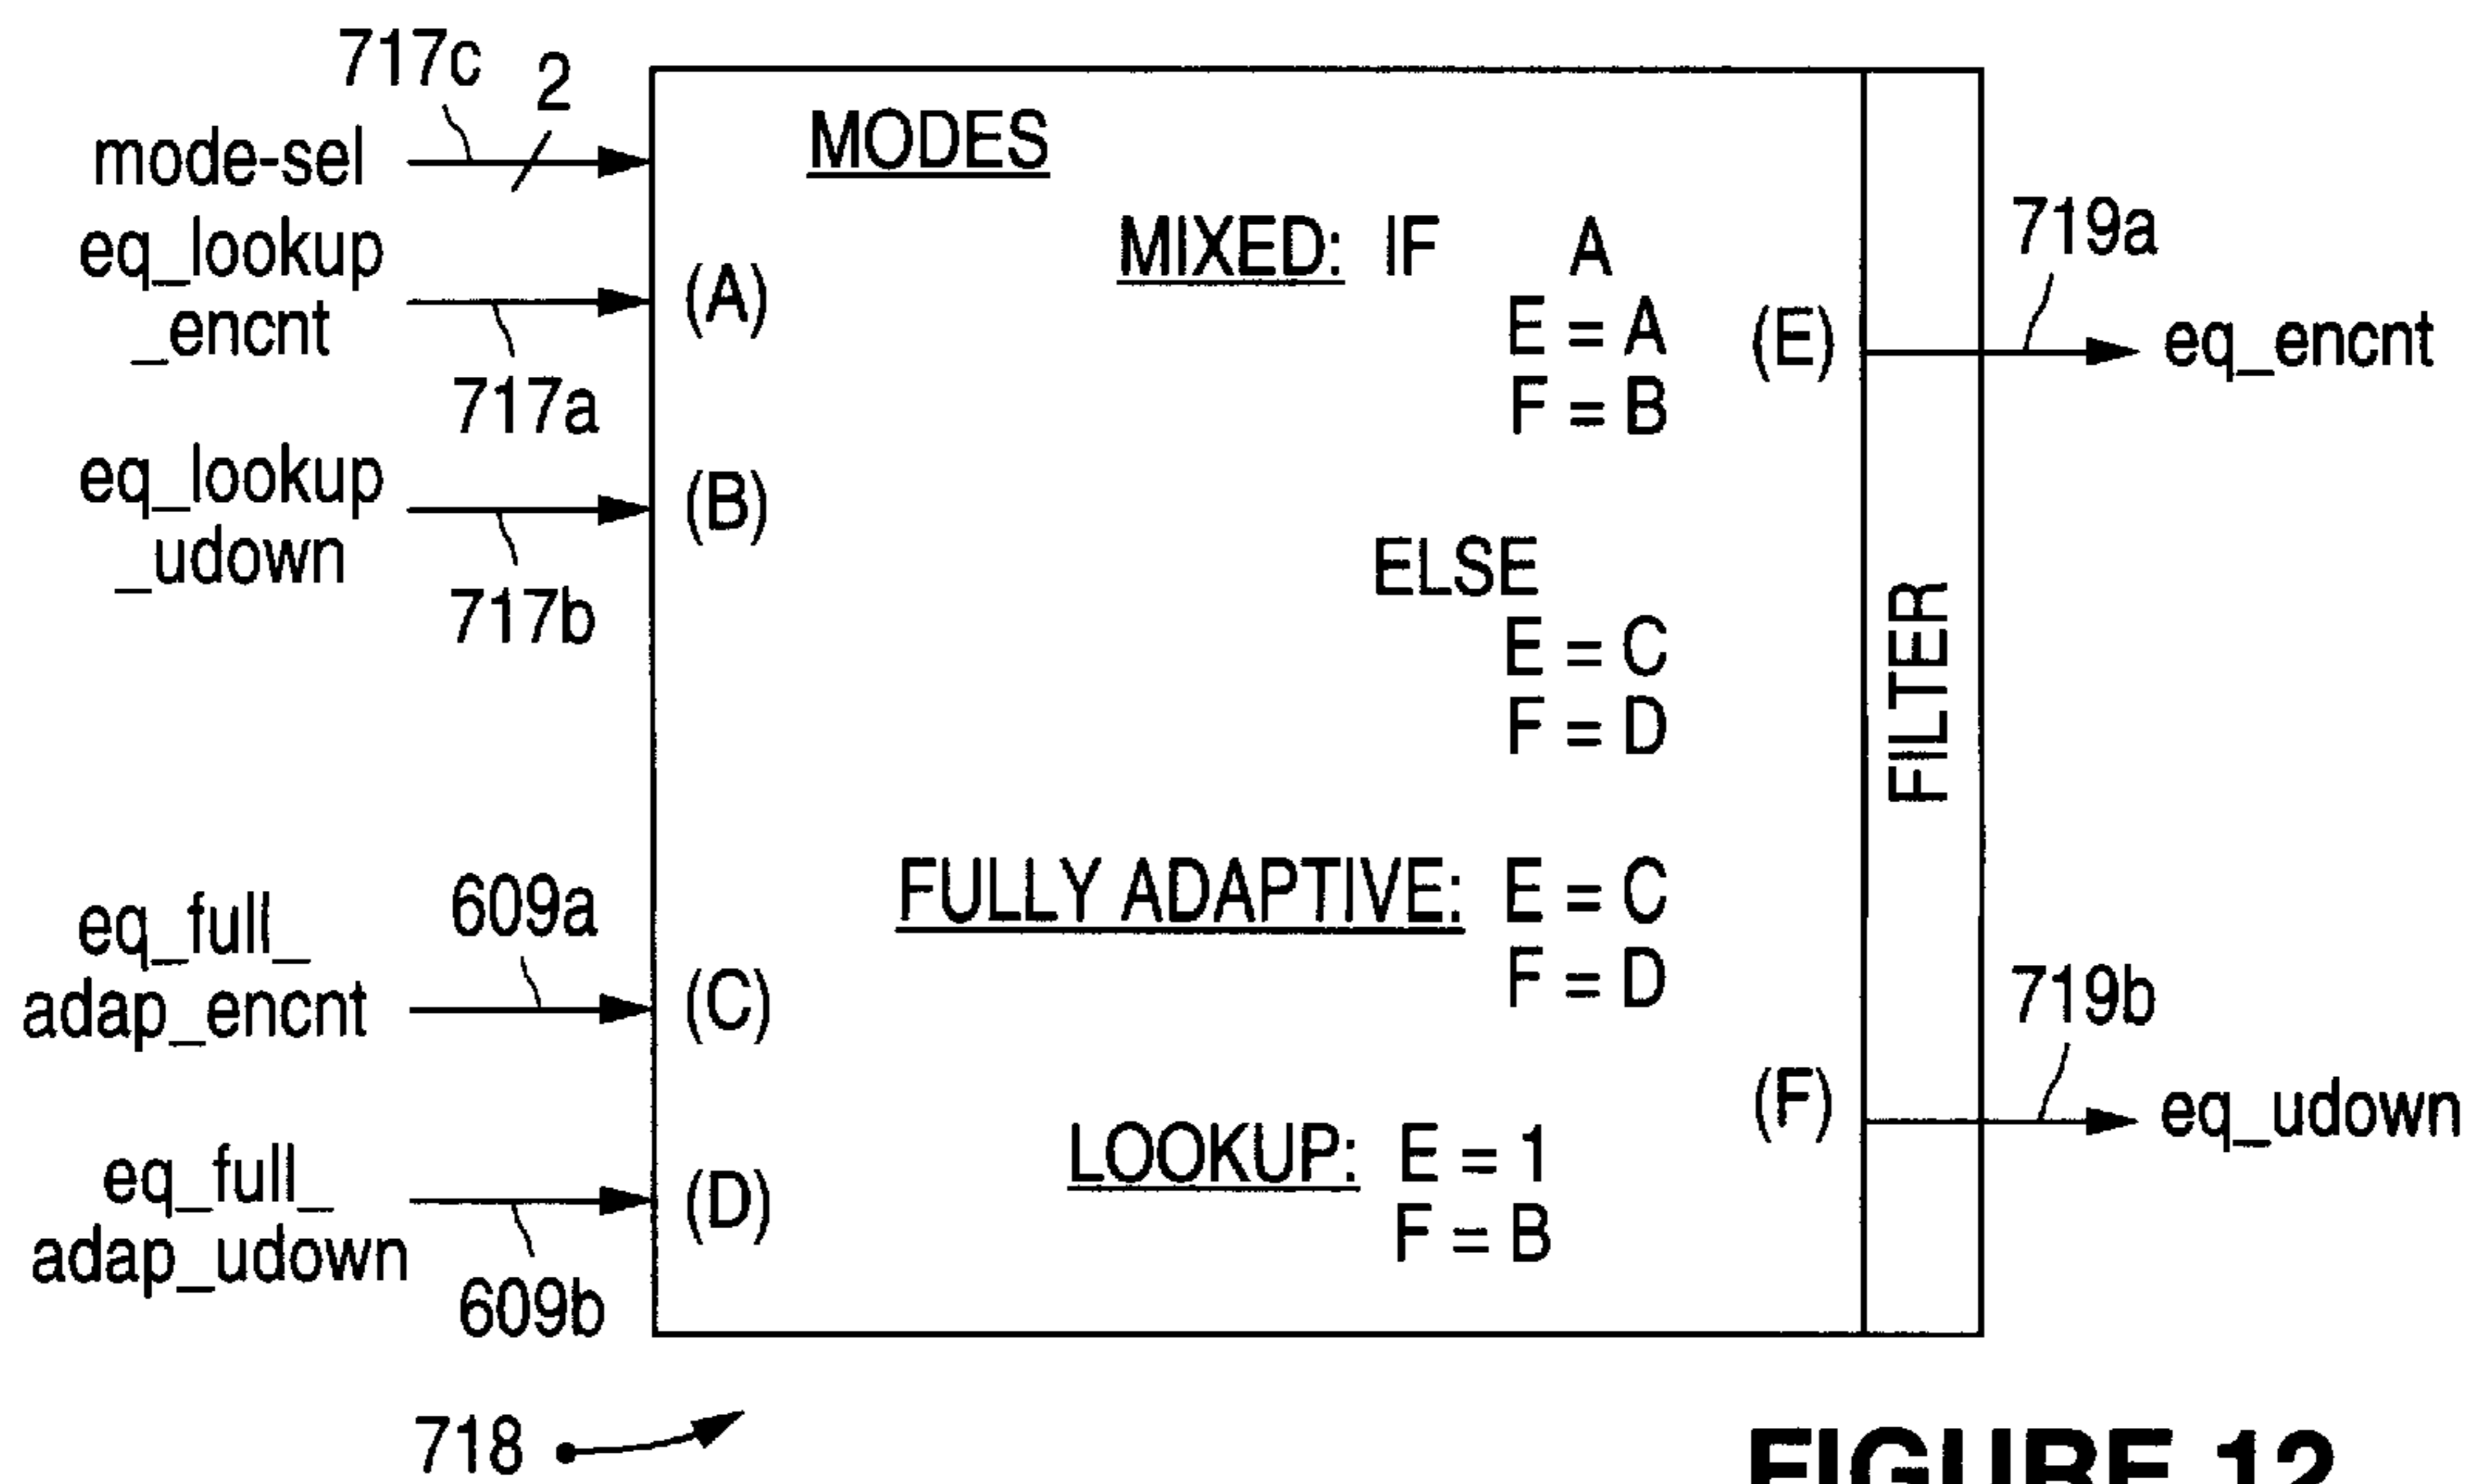 717c
2
mode-sel
eq_lookup
_encnt
717a
eq_lookup
_udown
717b
eq_full_
adap_encnt
609a
eq_full_
adap_udown
609b
(A)
(B)
(C)
(D)
MODES
MIXED: IF A
E = A
F = B
ELSE
E = C
F = D
FULLY ADAPTIVE: E = C
F = D
LOOKUP: E = 1
F = B
(E)
(F)
FILTER
719a
eq_encnt
719b
eq_udown
718
FIGURE 12